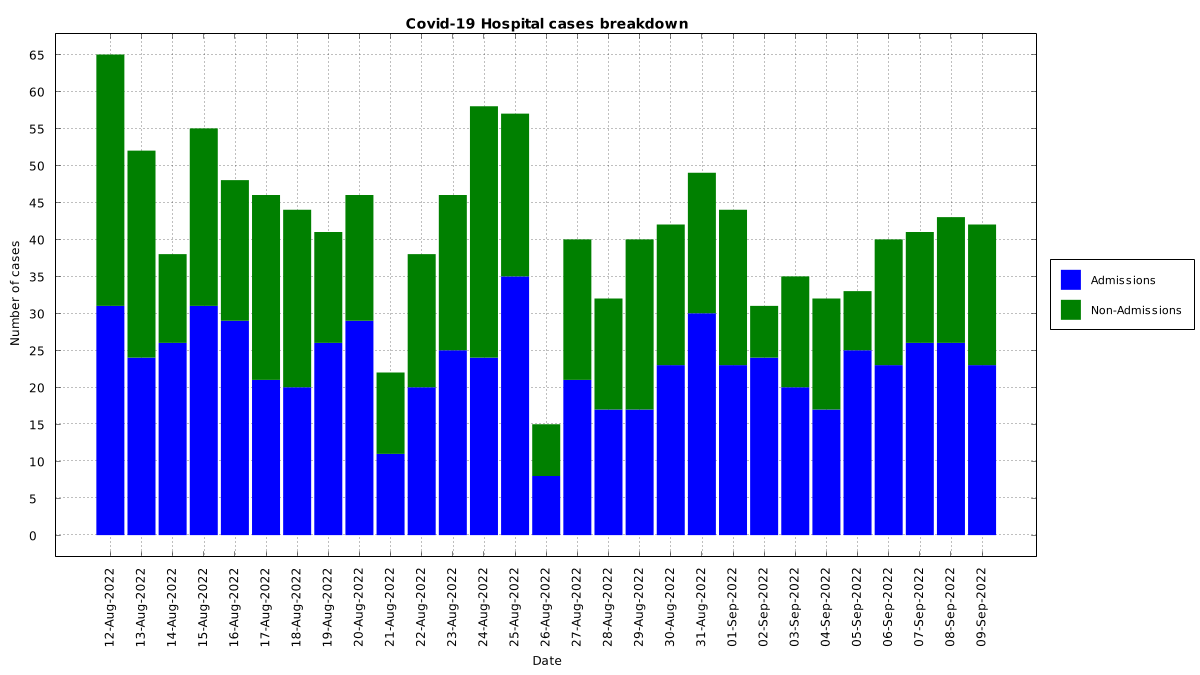 Covid-19 Hospital cases breakdown
65
60
55
50
45
40
35
30
25
20
15
10
5
0
Number of cases
Admissions
Non-Admissions
12-Aug-2022
13-Aug-2022
14-Aug-2022
15-Aug-2022
16-Aug-2022
17-Aug-2022
18-Aug-2022
19-Aug-2022
20-Aug-2022
21-Aug-2022
22-Aug-2022
23-Aug-2022
24-Aug-2022
25-Aug-2022
26-Aug-2022
27-Aug-2022
28-Aug-2022
29-Aug-2022
30-Aug-2022
31-Aug-2022
01-Sep-2022
02-Sep-2022
03-Sep-2022
04-Sep-2022
05-Sep-2022
06-Sep-2022
07-Sep-2022
08-Sep-2022
09-Sep-2022
Date